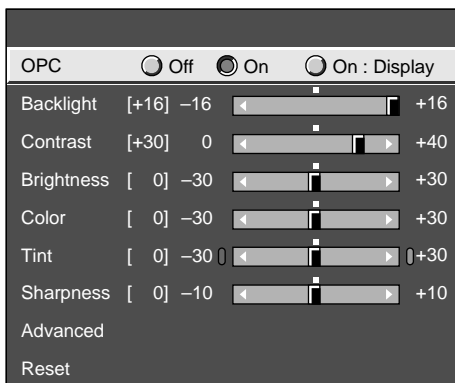 OPC Off On On : Display
Backlight [+16] –16 +16
Contrast [+30] 0 +40
Brightness [ 0] –30 +30
Color [ 0] –30 +30
Tint [ 0] –30 +30
Sharpness [ 0] –10 +10
Advanced
Reset